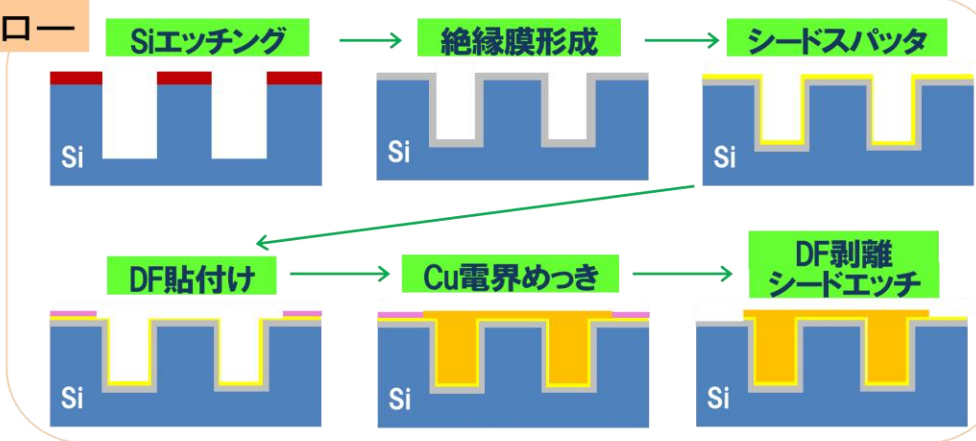 ロー
Siエッチング
絶縁膜形成
シードスパッタ
Si
Si
Si
DF貼付け
Cu電界めっき
DF剥離
シードエッチ
Si
Si
Si